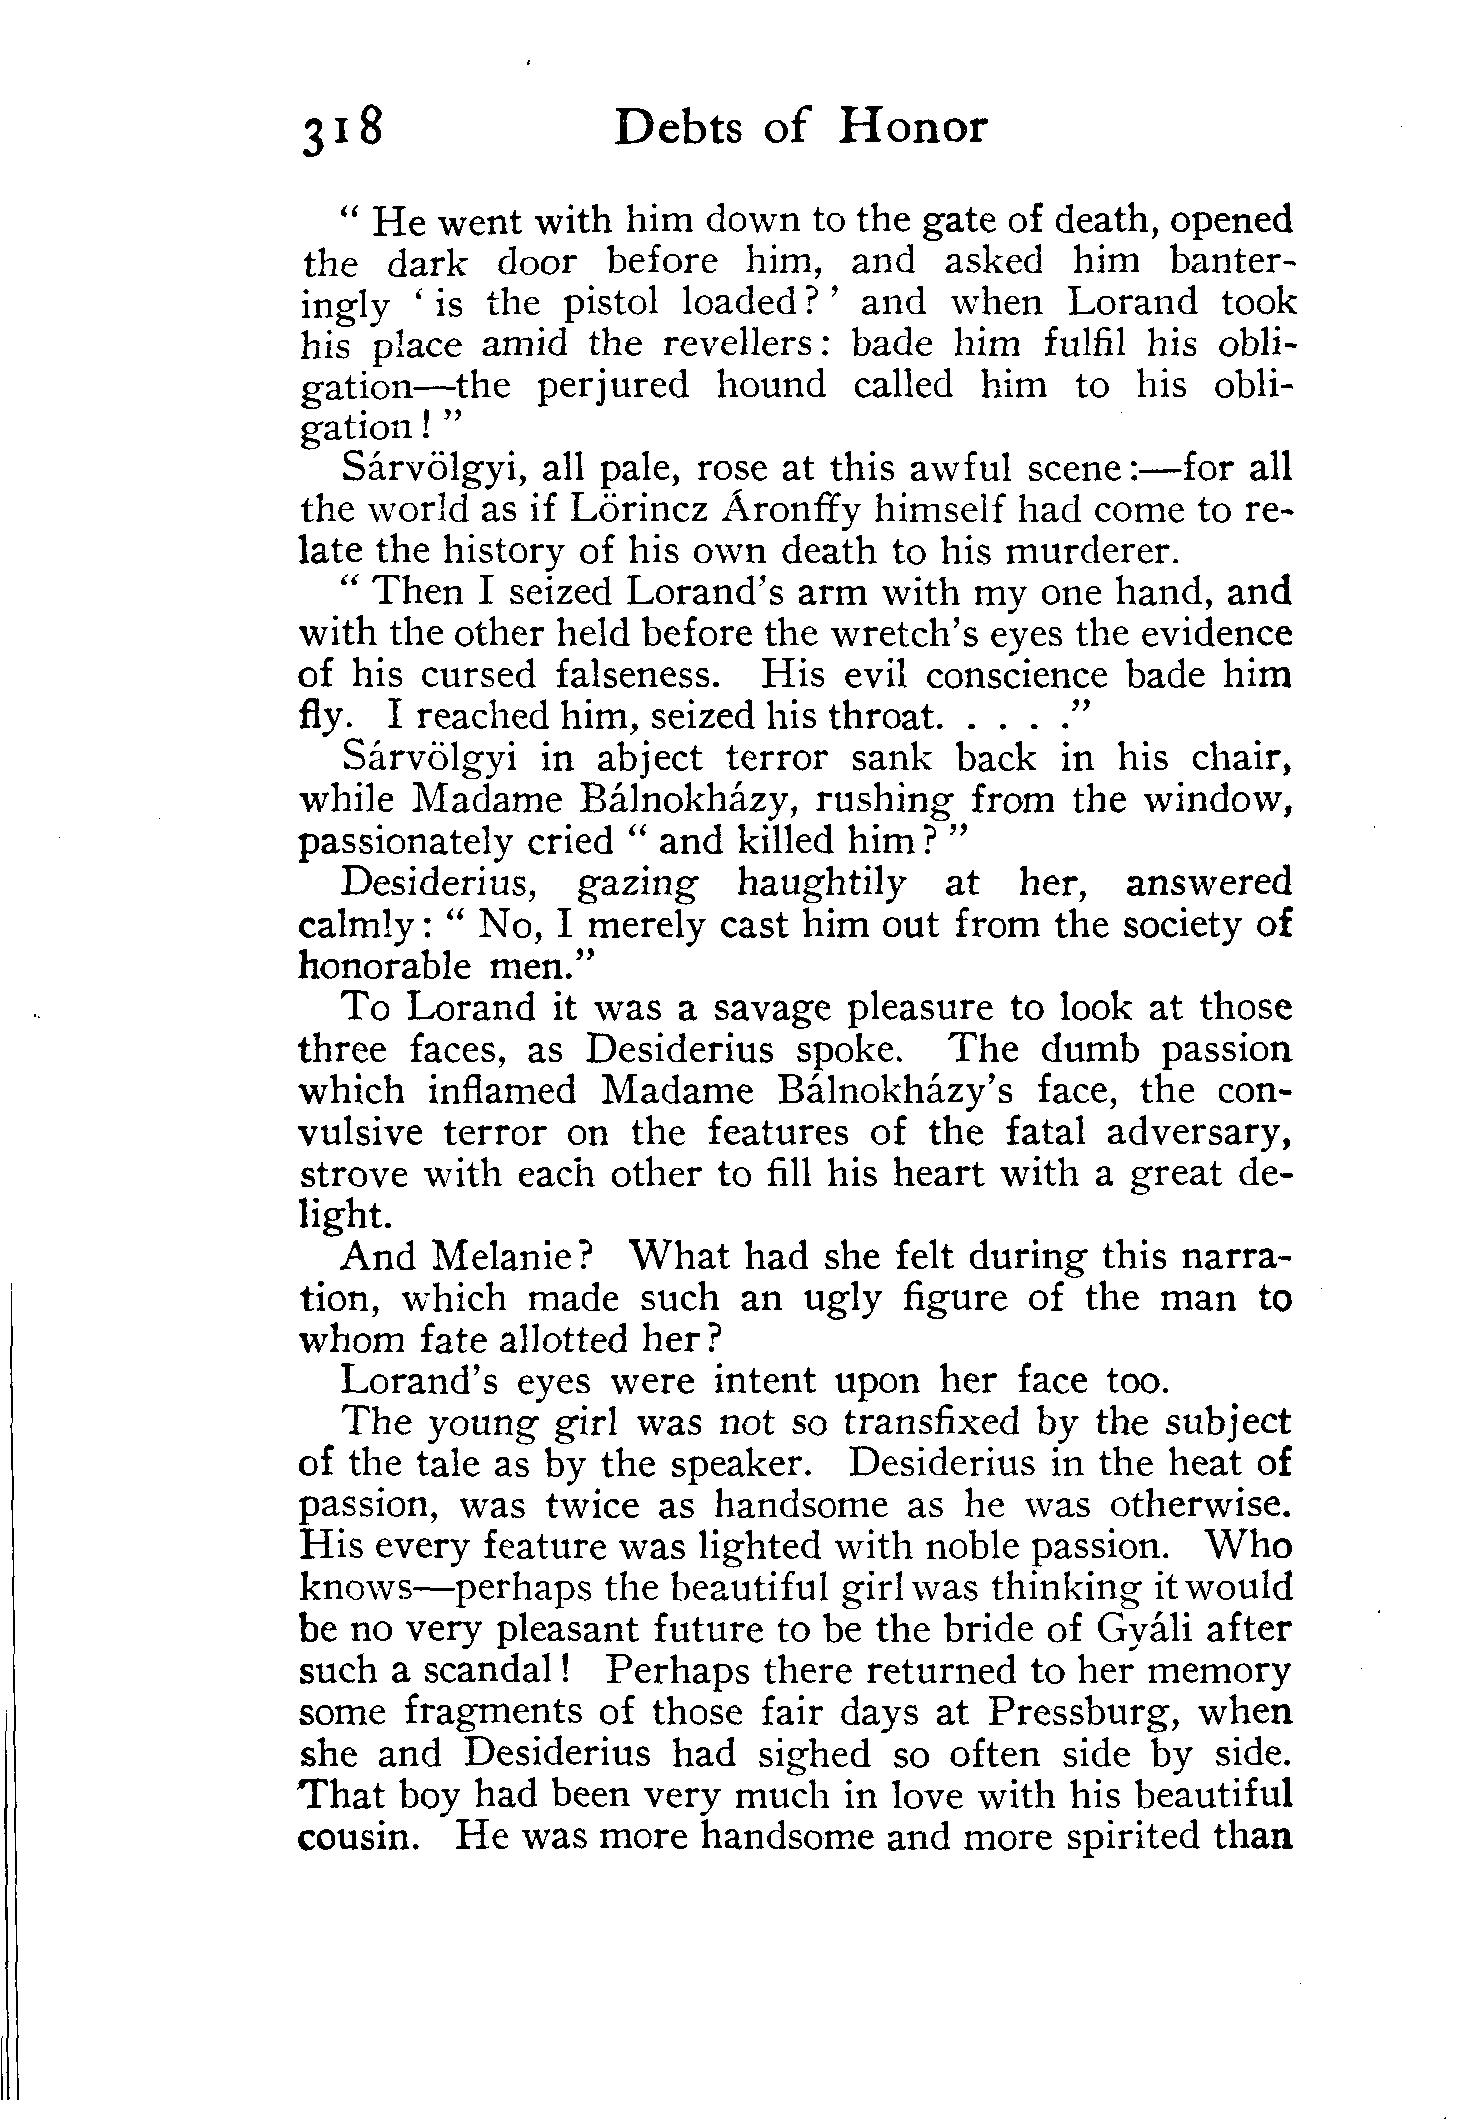 318 Debts of Honor
“ He went with him down to the gate of death, opened
the dark door before him, and asked him banter-
ingly ‘ is the pistol loaded? ’ and when Lorand took
his place amid the revellers: bade him fulfil his obli-
gation—the perjured hound called him to his obli-
gation! ”
Sárvölgyi, all pale, rose at this awful scene:—for all
the world as if Lörincz Áronffy himself had come to re-
late the history of his own death to his murderer.
“ Then I seized Lorand’s arm with my one hand, and
with the other held before the wretch’s eyes the evidence
of his cursed falseness. His evil conscience bade him
fly. I reached him, seized his throat. . . . .”
Sárvölgyi in abject terror sank back in his chair,
while Madame Bálnokházy, rushing from the window,
passionately cried “ and killed him? ”
Desiderius, gazing haughtily at her, answered
calmly: “ No, I merely cast him out from the society of
honorable men.”
To Lorand it was a savage pleasure to look at those
three faces, as Desiderius spoke. The dumb passion
which inflamed Madame Bálnokházy’s face, the con-
vulsive terror on the features of the fatal adversary,
strove with each other to fill his heart with a great de-
light.
And Melanie? What had she felt during this narra-
tion, which made such an ugly figure of the man to
whom fate allotted her?
Lorand’s eyes were intent upon her face too.
The young girl was not so transfixed by the subject
of the tale as by the speaker. Desiderius in the heat of
passion, was twice as handsome as he was otherwise.
His every feature was lighted with noble passion. Who
knows—perhaps the beautiful girl was thinking it would
be no very pleasant future to be the bride of Gyáli after
such a scandal! Perhaps there returned to her memory
some fragments of those fair days at Pressburg, when
she and Desiderius had sighed so often side by side.
That boy had been very much in love with his beautiful
cousin. He was more handsome and more spirited than